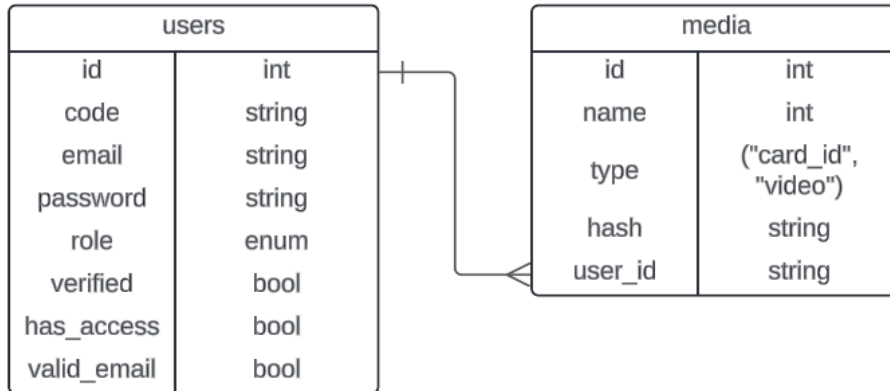 users
id int
code string
email string
password string
role enum
verified bool
has_access bool
valid_email bool
media
id int
name int
type ("card_id",
"video")
hash string
user_id string